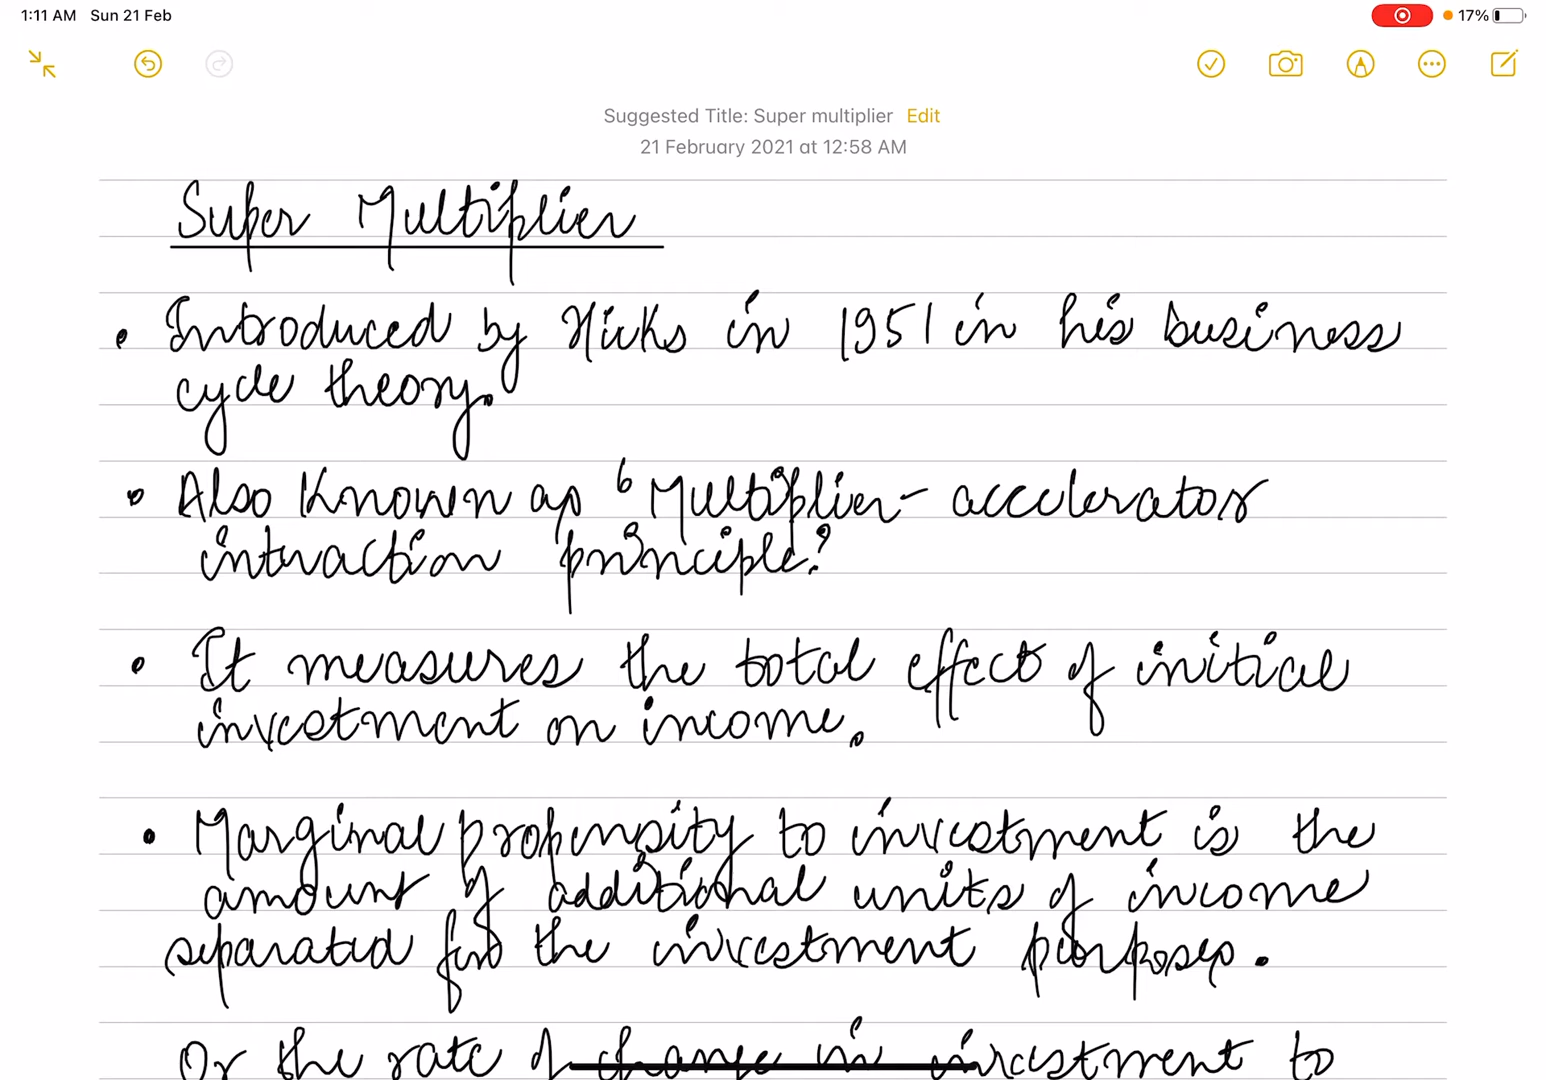 1:11 AM Sun 21 Feb 17%
Suggested Title: Super multiplier Edit
21 February 2021 at 12:58 AM
Super Multiplier
• Introduced by Hicks in 1951 in his business
cycle theory.
• Also Known as ‘Multiplier-accelerator
interaction principle.’
• It measures the total effect of initial
investment on income.
• Marginal propensity to investment is the
amount of additional units of income
separated for the investment purposes.
Or the rate of change in investment to